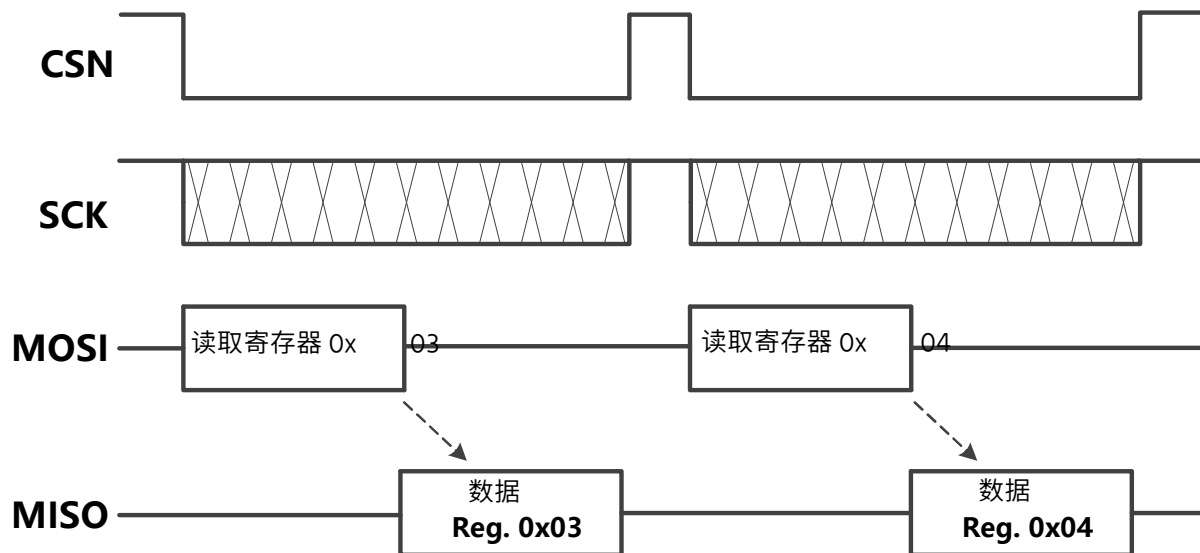 CSN
SCK
MOSI
读取寄存器 0x 03
读取寄存器 0x 04
MISO
数据
Reg. 0x03
数据
Reg. 0x04